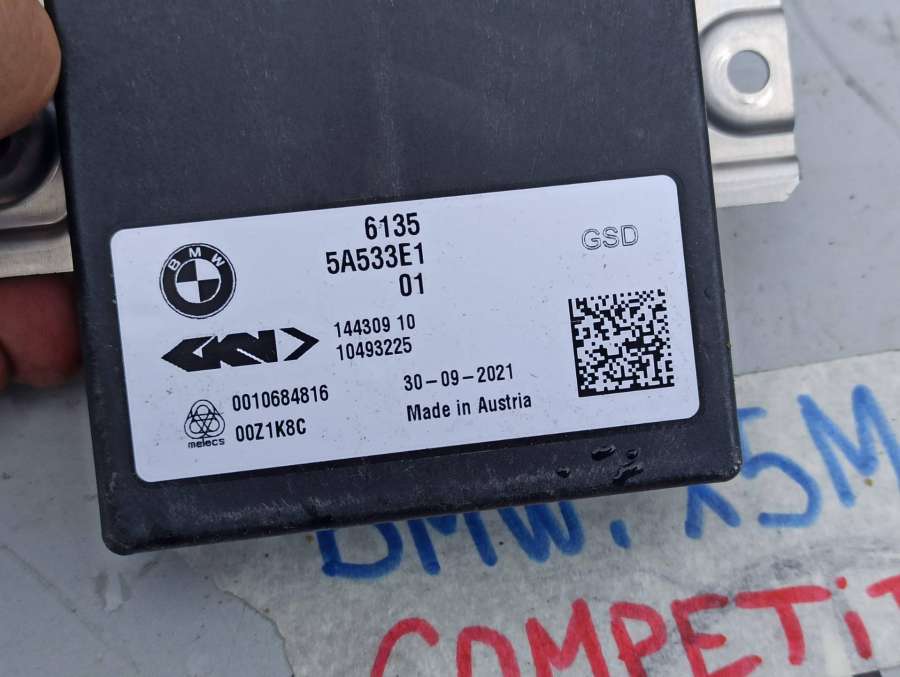 6135
5A533E1
01
GSD
BMW
GKN
144309 10
10493225
0010684816
30-09-2021
melecs
00Z1K8C
Made in Austria
BMW. X5M
COMPETiT